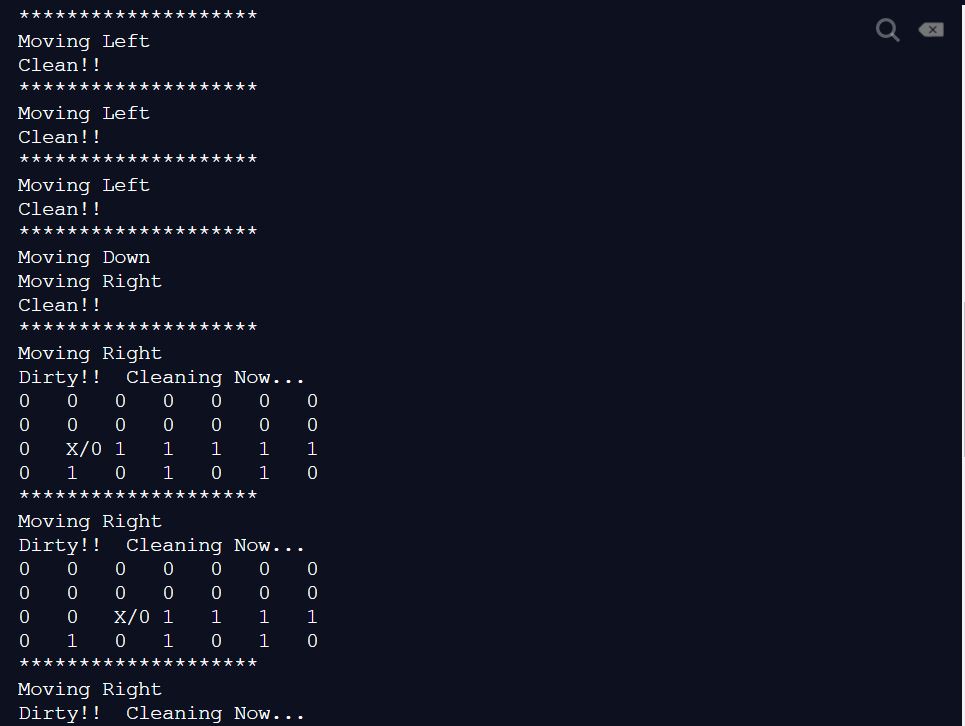 ********************
Moving Left
Clean!!
********************
Moving Left
Clean!!
********************
Moving Left
Clean!!
********************
Moving Down
Moving Right
Clean!!
********************
Moving Right
Dirty!!  Cleaning Now...
0   0   0   0   0   0   0
0   0   0   0   0   0   0
0   X/0 1   1   1   1   1
0   1   0   1   0   1   0
********************
Moving Right
Dirty!!  Cleaning Now...
0   0   0   0   0   0   0
0   0   0   0   0   0   0
0   0   X/0 1   1   1   1
0   1   0   1   0   1   0
********************
Moving Right
Dirty!!  Cleaning Now...